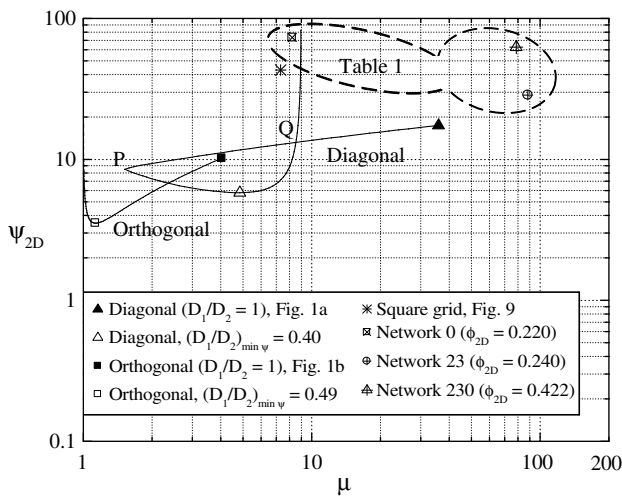 100
Table 1
Q
P
10
Diagonal
Orthogonal
ψ2D
1
▲ Diagonal (D1/D2 = 1), Fig. 1a
△ Diagonal, (D1/D2)min ψ = 0.40
■ Orthogonal (D1/D2 = 1), Fig. 1b
□ Orthogonal, (D1/D2)min ψ = 0.49
Square grid, Fig. 9
Network 0 (ϕ2D = 0.220)
Network 23 (ϕ2D = 0.240)
Network 230 (ϕ2D = 0.422)
0.1
1 10 100 200
μ